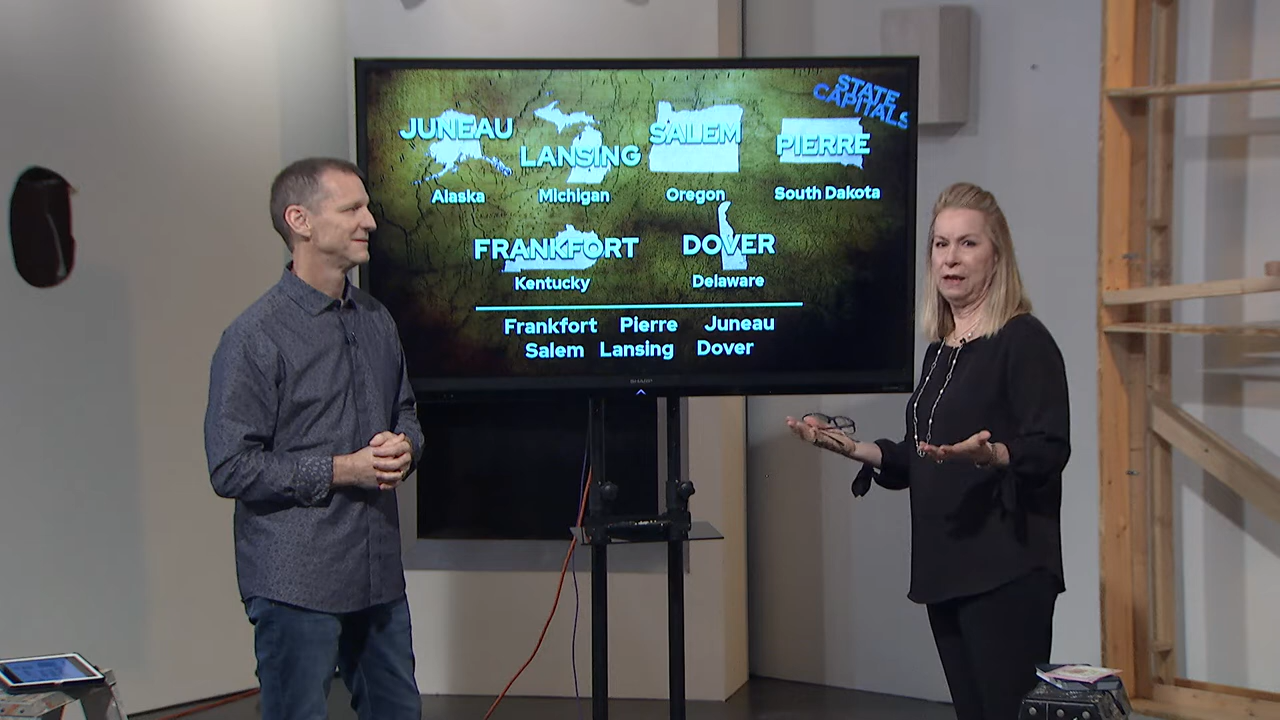 STATE
CAPITALS
JUNEAU
LANSING
SALEM
PIERRE
Alaska
Michigan
Oregon
South Dakota
FRANKFORT
DOVER
Kentucky
Delaware
Frankfort Pierre Juneau
Salem Lansing Dover
SHARP